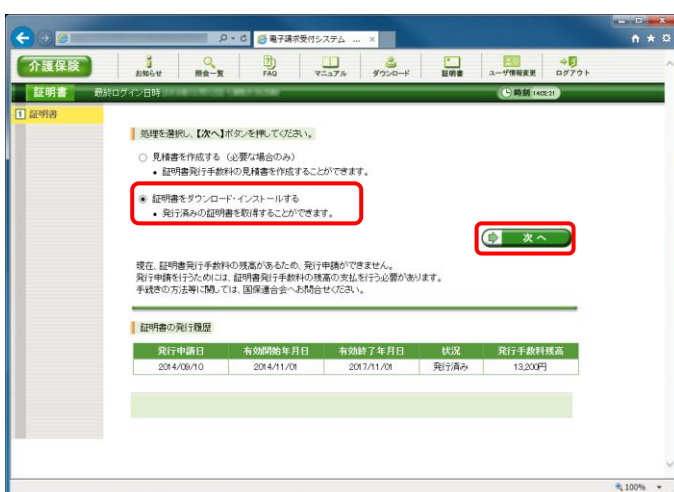 電子請求受付システム ...
介護保険
お知らせ 照会一覧 FAQ マニュアル ダウンロード 証明書 ユーザ情報変更 ログアウト
証明書 最終ログイン日時 時刻 14:02:21
1 証明書
処理を選択し、【次へ】ボタンを押してください。
見積書を作成する（必要な場合のみ）
• 証明書発行手数料の見積書を作成することができます。
証明書をダウンロード・インストールする
• 発行済みの証明書を取得することができます。
次 へ
現在、証明書発行手数料の残高があるため、発行申請ができません。
発行申請を行うためには、証明書発行手数料の残高の支払を行う必要があります。
手続きの方法等に関しては、国保連合会へお問合せください。
証明書の発行履歴
発行申請日 有効開始年月日 有効終了年月日 状況 発行手数料残高
2014/09/10 2014/11/01 2017/11/01 発行済み 13,200円
100%